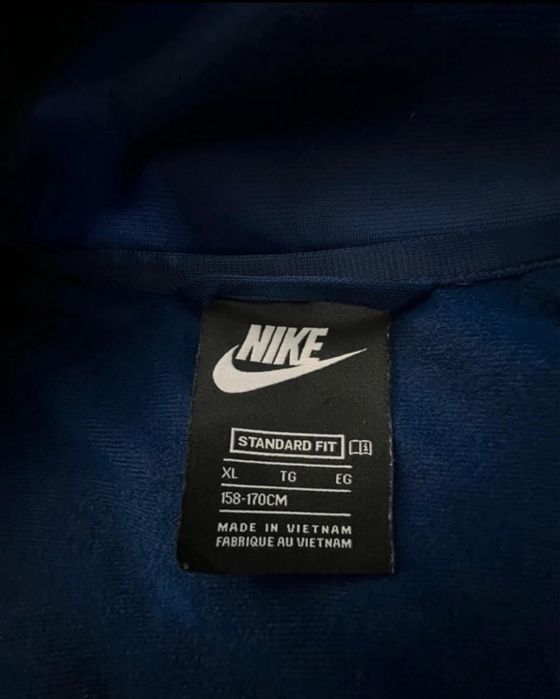 NIKE
STANDARD FIT
XL TG EG
158-170CM
MADE IN VIETNAM
FABRIQUE AU VIETNAM